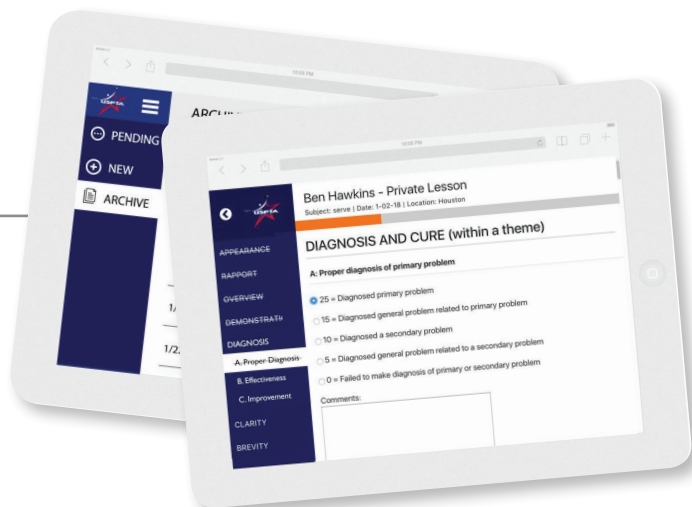 10:05 PM
USPTA
ARCHIVE
PENDING
NEW
ARCHIVE
10:05 PM
USPTA
Ben Hawkins - Private Lesson
Subject: serve | Date: 1-02-18 | Location: Houston
DIAGNOSIS AND CURE (within a theme)
A: Proper diagnosis of primary problem
25 = Diagnosed primary problem
15 = Diagnosed general problem related to primary problem
10 = Diagnosed a secondary problem
5 = Diagnosed general problem related to a secondary problem
0 = Failed to make diagnosis of primary or secondary problem
Comments:
APPEARANCE
RAPPORT
OVERVIEW
DEMONSTRATI
DIAGNOSIS
A. Proper Diagnosis
B. Effectiveness
C. Improvement
CLARITY
BREVITY